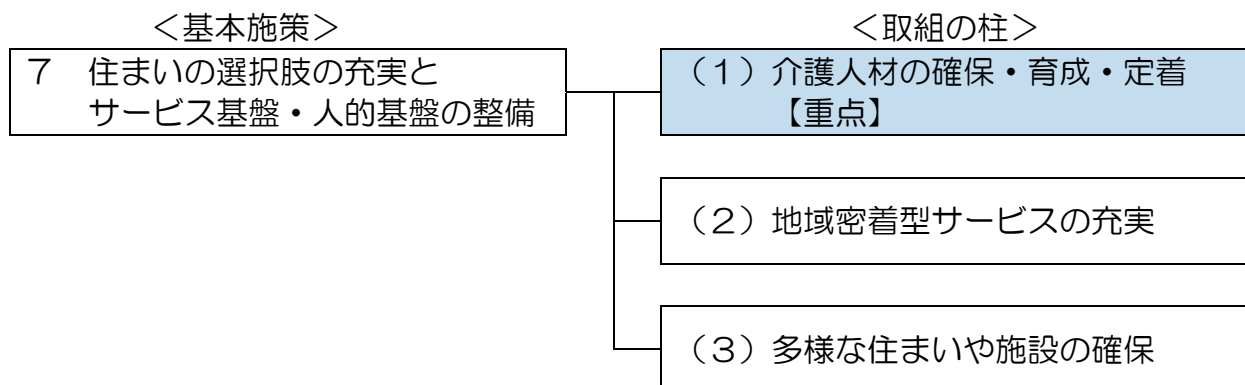 ＜基本施策＞
７　住まいの選択肢の充実と
サービス基盤・人的基盤の整備
＜取組の柱＞
（１）介護人材の確保・育成・定着
【重点】
（２）地域密着型サービスの充実
（３）多様な住まいや施設の確保